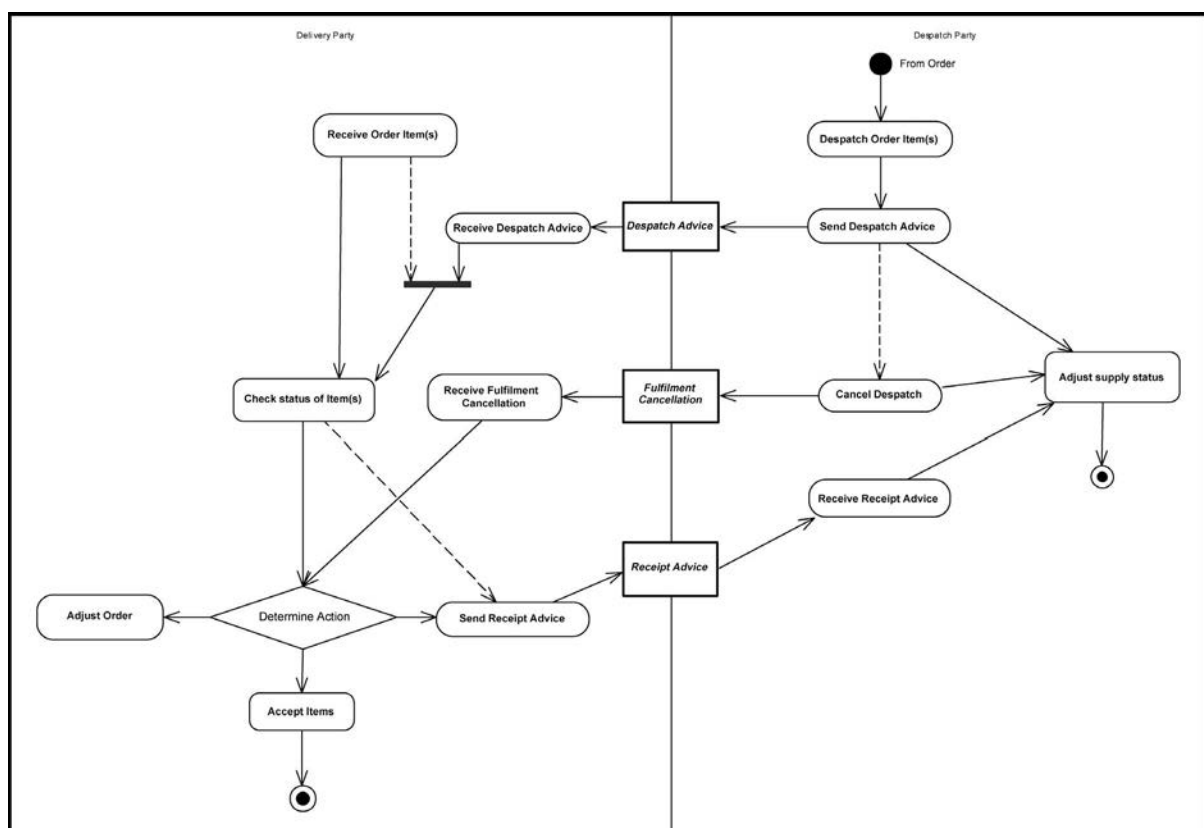 Delivery Party
Despatch Party
From Order
Receive Order Item(s)
Despatch Order Item(s)
Receive Despatch Advice
Despatch Advice
Send Despatch Advice
Check status of Item(s)
Receive Fulfilment
Cancellation
Fulfilment
Cancellation
Cancel Despatch
Adjust supply status
Receive Receipt Advice
Receipt Advice
Adjust Order
Determine Action
Send Receipt Advice
Accept Items